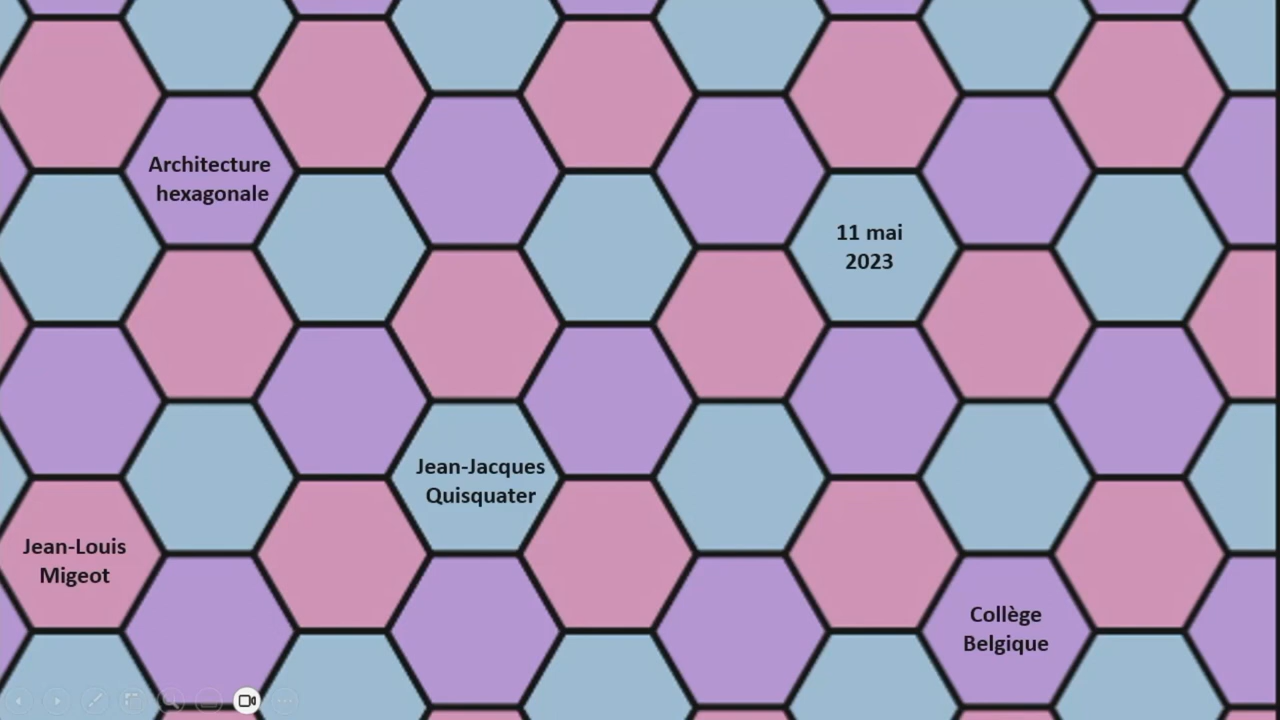 Architecture
hexagonale
11 mai
2023
Jean-Jacques
Quisquater
Jean-Louis
Migeot
Collège
Belgique